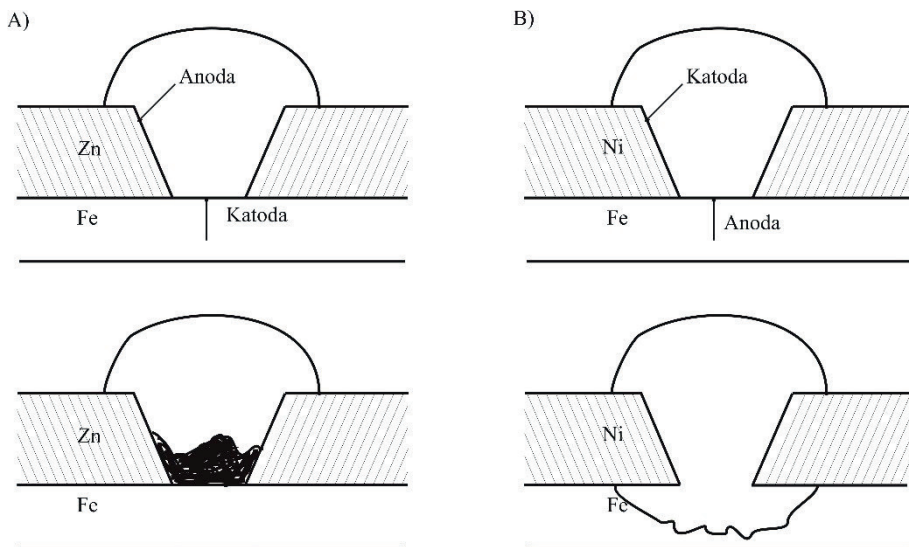 A)
Anoda
Zn
Fe
Katoda
Zn
Fc
B)
Katoda
Ni
Fe
Anoda
Ni
Fe